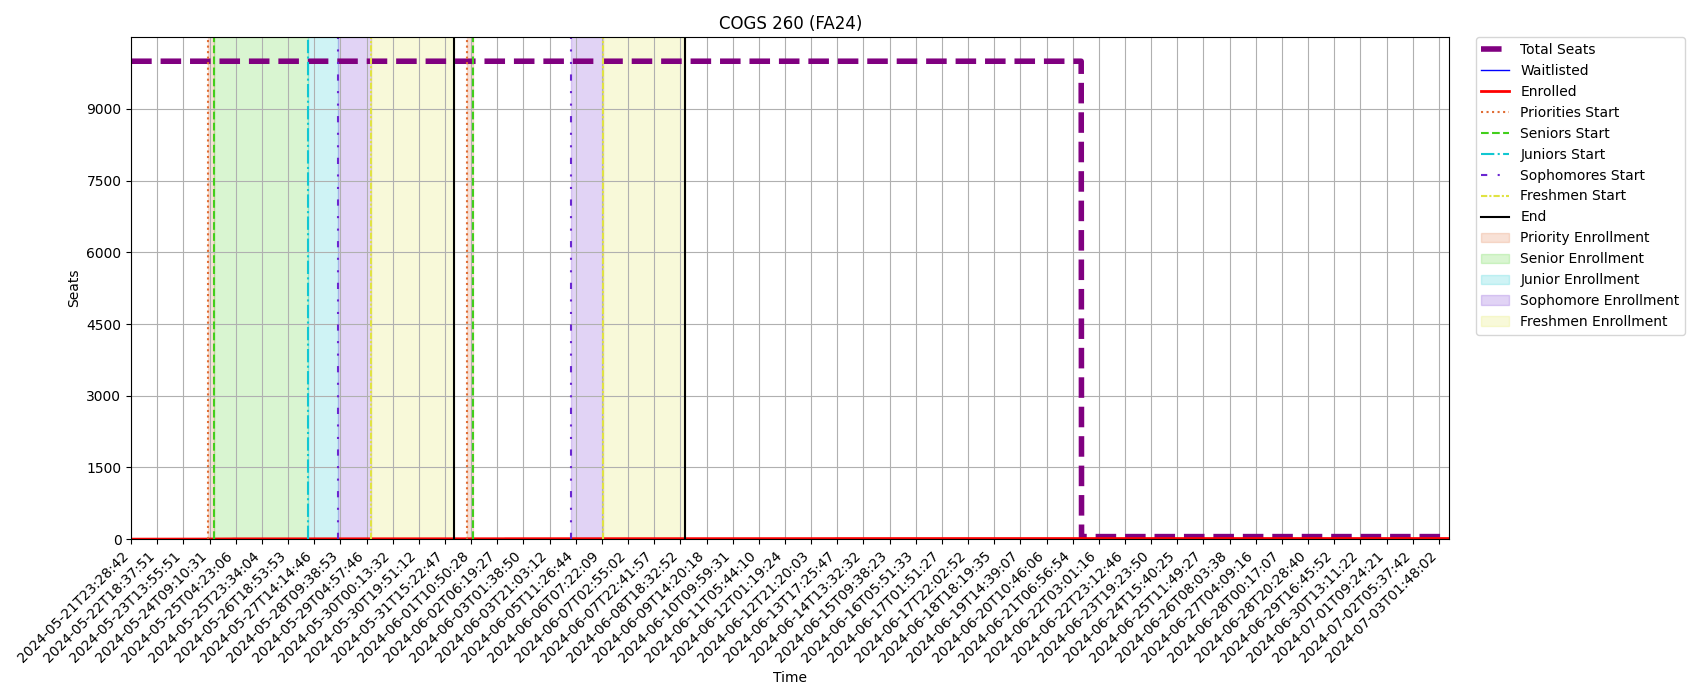 COGS 260 (FA24)
Total Seats
Waitlisted
Enrolled
Priorities Start
Seniors Start
Juniors Start
Sophomores Start
Freshmen Start
End
Priority Enrollment
Senior Enrollment
Junior Enrollment
Sophomore Enrollment
Freshmen Enrollment
Seats
9000
7500
6000
4500
3000
1500
0
2024-05-21T23:28:42
2024-05-22T18:37:51
2024-05-23T13:55:51
2024-05-24T09:10:31
2024-05-25T04:23:06
2024-05-25T23:34:04
2024-05-26T18:53:53
2024-05-27T14:14:46
2024-05-28T09:38:53
2024-05-29T04:57:46
2024-05-30T00:13:32
2024-05-30T19:51:12
2024-05-31T15:22:47
2024-06-01T10:50:28
2024-06-02T06:19:27
2024-06-03T01:38:50
2024-06-03T21:03:12
2024-06-05T11:26:44
2024-06-06T07:22:09
2024-06-07T02:55:02
2024-06-07T22:41:57
2024-06-08T18:32:52
2024-06-09T14:20:18
2024-06-10T09:59:31
2024-06-11T05:44:10
2024-06-12T01:19:24
2024-06-12T21:20:03
2024-06-13T17:25:47
2024-06-14T13:32:32
2024-06-15T09:38:23
2024-06-16T05:51:33
2024-06-17T01:51:27
2024-06-17T22:02:52
2024-06-18T18:19:35
2024-06-19T14:39:07
2024-06-20T10:46:06
2024-06-21T06:56:54
2024-06-22T03:01:16
2024-06-22T23:12:46
2024-06-23T19:23:50
2024-06-24T15:40:25
2024-06-25T11:49:27
2024-06-26T08:03:38
2024-06-27T04:09:16
2024-06-28T00:17:07
2024-06-28T20:28:40
2024-06-29T16:45:52
2024-06-30T13:11:22
2024-07-01T09:24:21
2024-07-02T05:37:42
2024-07-03T01:48:02
Time